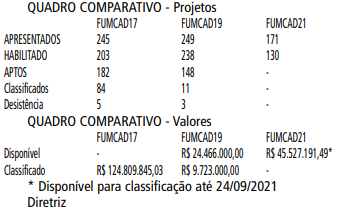 QUADRO COMPARATIVO - Projetos
FUMCAD17 FUMCAD19 FUMCAD21
APRESENTADOS 245 249 171
HABILITADO 203 238 130
APTOS 182 148 -
Classificados 84 11 -
Desistência 5 3 -
QUADRO COMPARATIVO - Valores
FUMCAD17 FUMCAD19 FUMCAD21
Disponível - R$ 24.466.000,00 R$ 45.527.191,49*
Classificado R$ 124.809.845,03 R$ 9.723.000,00 -
* Disponível para classificação até 24/09/2021
Diretriz